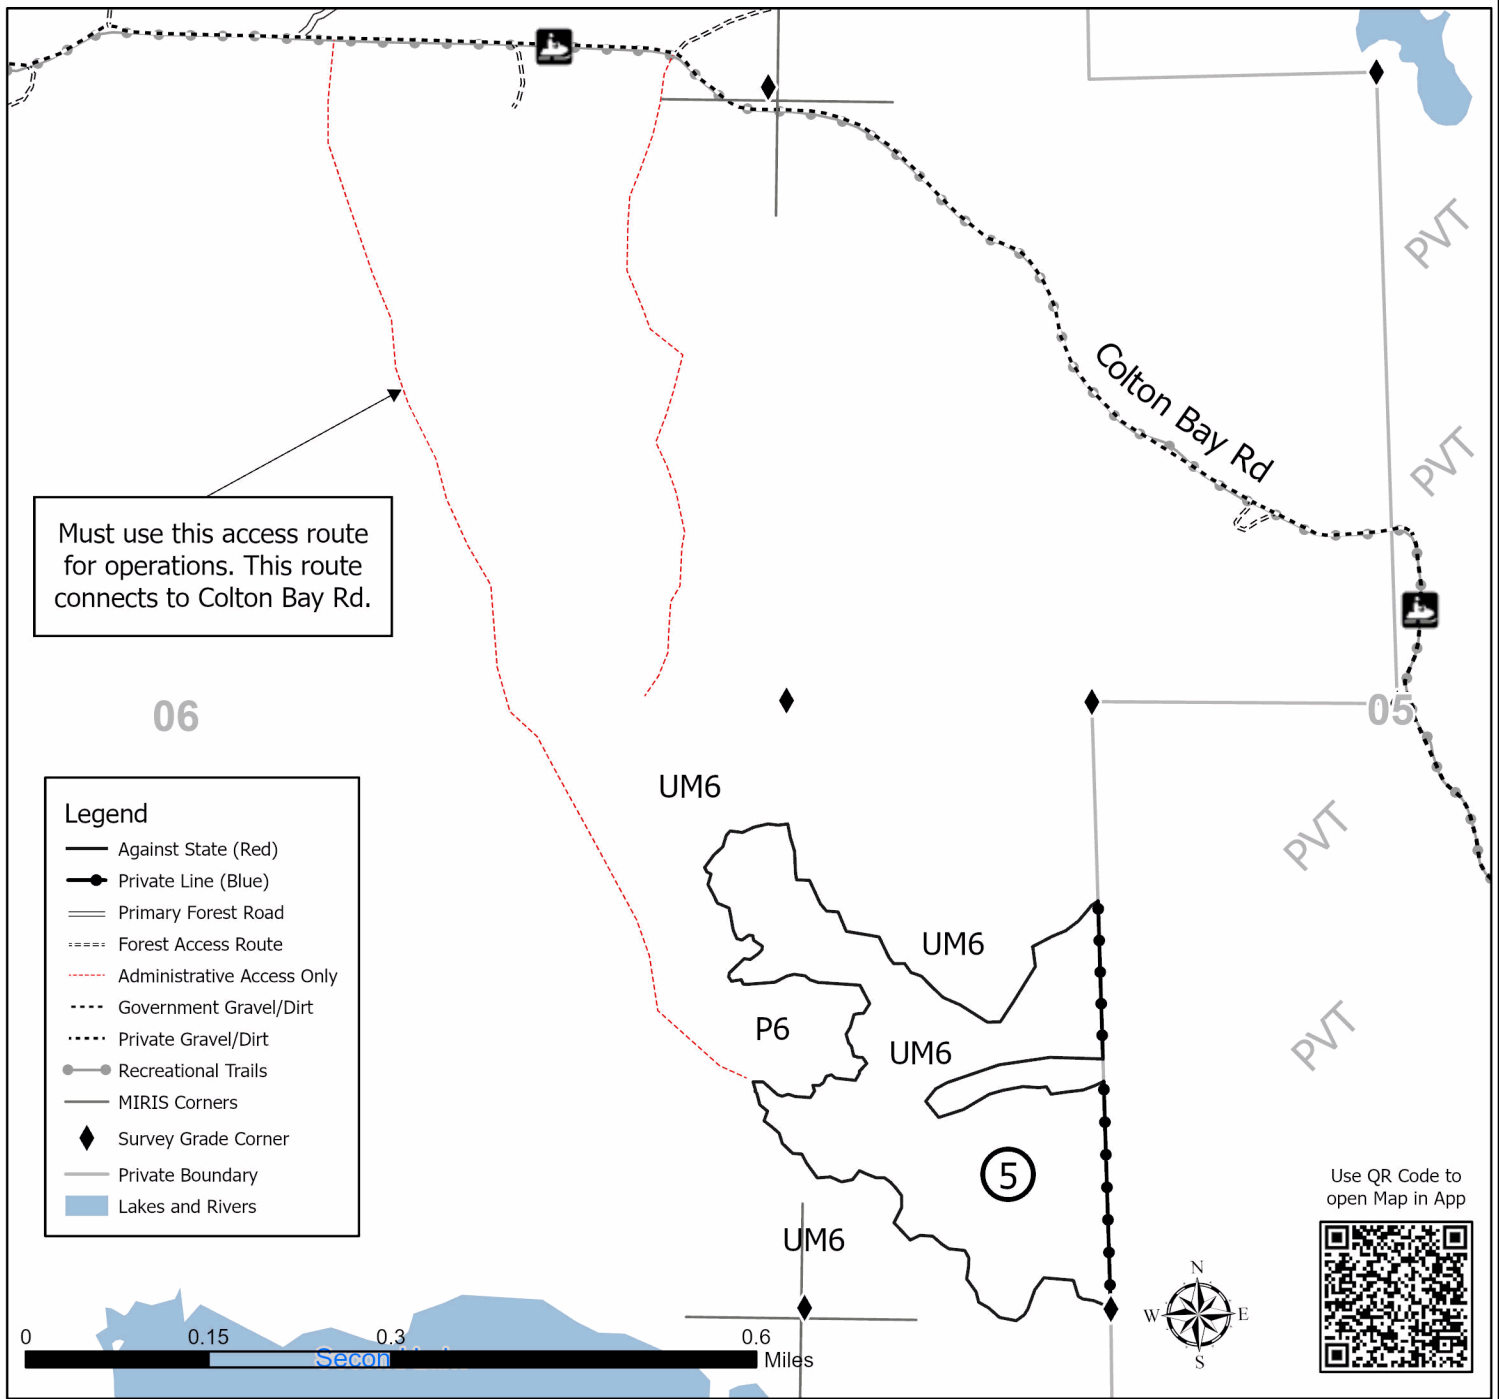 PVT
Colton Bay Rd
PVT
Must use this access route
for operations. This route
connects to Colton Bay Rd.
06
05
UM6
Legend
Against State (Red)
Private Line (Blue)
Primary Forest Road
Forest Access Route
Administrative Access Only
Government Gravel/Dirt
Private Gravel/Dirt
Recreational Trails
MIRIS Corners
Survey Grade Corner
Private Boundary
Lakes and Rivers
PVT
UM6
P6
UM6
PVT
5
UM6
Use QR Code to
open Map in App
N
W E
S
0 0.15 0.3 0.6
Miles